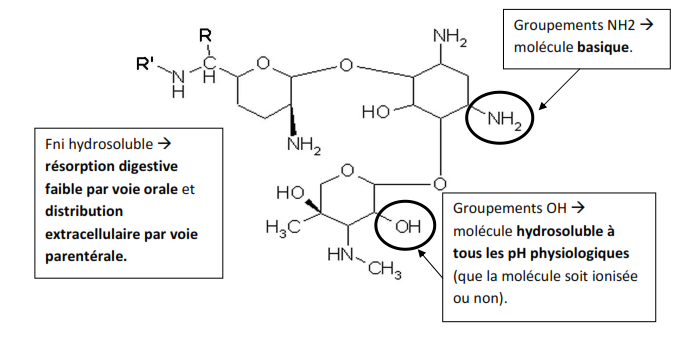 Groupements NH2 →
molécule basique.
R
R'
N
H
C
H
O
O
NH2
HO
NH2
NH2
Fni hydrosoluble →
résorption digestive
faible par voie orale et
distribution
extracellulaire par voie
parentérale.
O
O
HO
H3C
OH
HN
CH3
Groupements OH →
molécule hydrosoluble à
tous les pH physiologiques
(que la molécule soit ionisée
ou non).